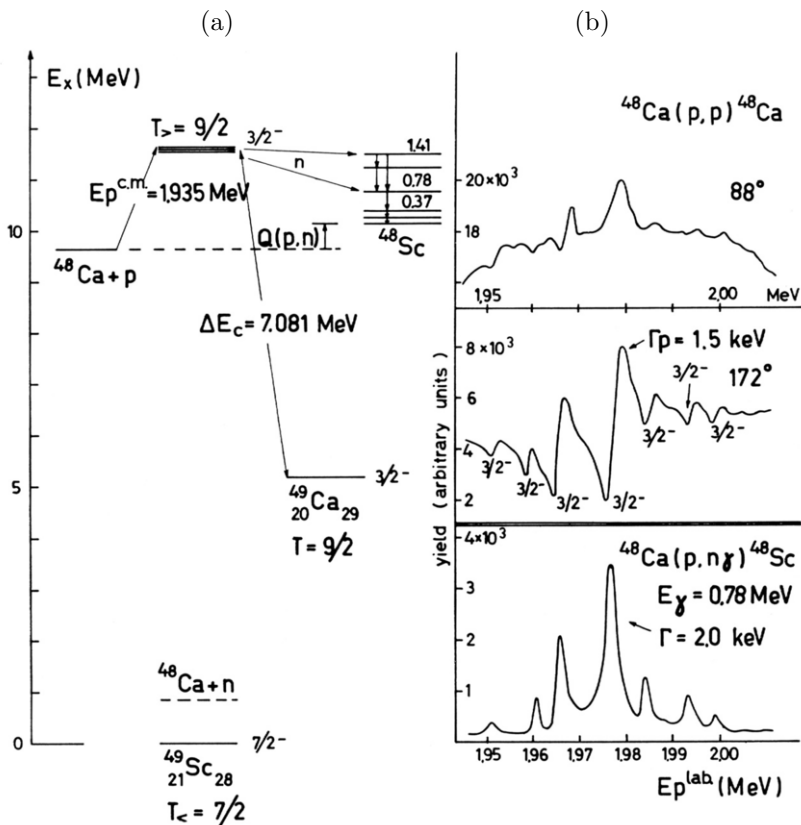 (a)
(b)
Eₓ (MeV)
T> = 9/2
3/2⁻
n
Ep^c.m. = 1.935 MeV
1.41
0.78
0.37
⁴⁸Sc
10
Q(p,n)
⁴⁸Ca+p
ΔE_c = 7.081 MeV
5
3/2⁻
⁴⁹₂₀Ca₂₉
T = 9/2
⁴⁸Ca+n
0
7/2⁻
⁴⁹₂₁Sc₂₈
T< = 7/2
⁴⁸Ca(p,p)⁴⁸Ca
20×10³
88°
18
16
1,95
2,00
MeV
yield (arbitrary units)
8×10³
Γp = 1.5 keV
172°
6
3/2⁻
4
3/2⁻
3/2⁻
3/2⁻
3/2⁻
3/2⁻
3/2⁻
2
4×10³
⁴⁸Ca(p,nγ)⁴⁸Sc
3
Eγ = 0.78 MeV
2
Γ = 2.0 keV
1
1,95
1,96
1,97
1,98
1,99
2,00
Ep^lab. (MeV)